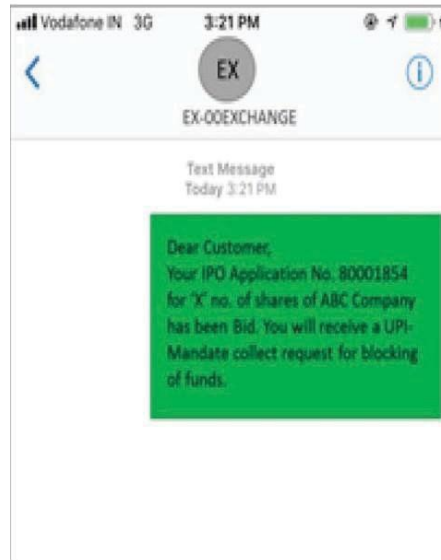 Vodafone IN 3G 3:21 PM
EX
EX-OOEXCHANGE
Text Message
Today 3:21 PM
Dear Customer,
Your IPO Application No. 80001854
for 'X' no. of shares of ABC Company
has been Bid. You will receive a UPI-
Mandate collect request for blocking
of funds.